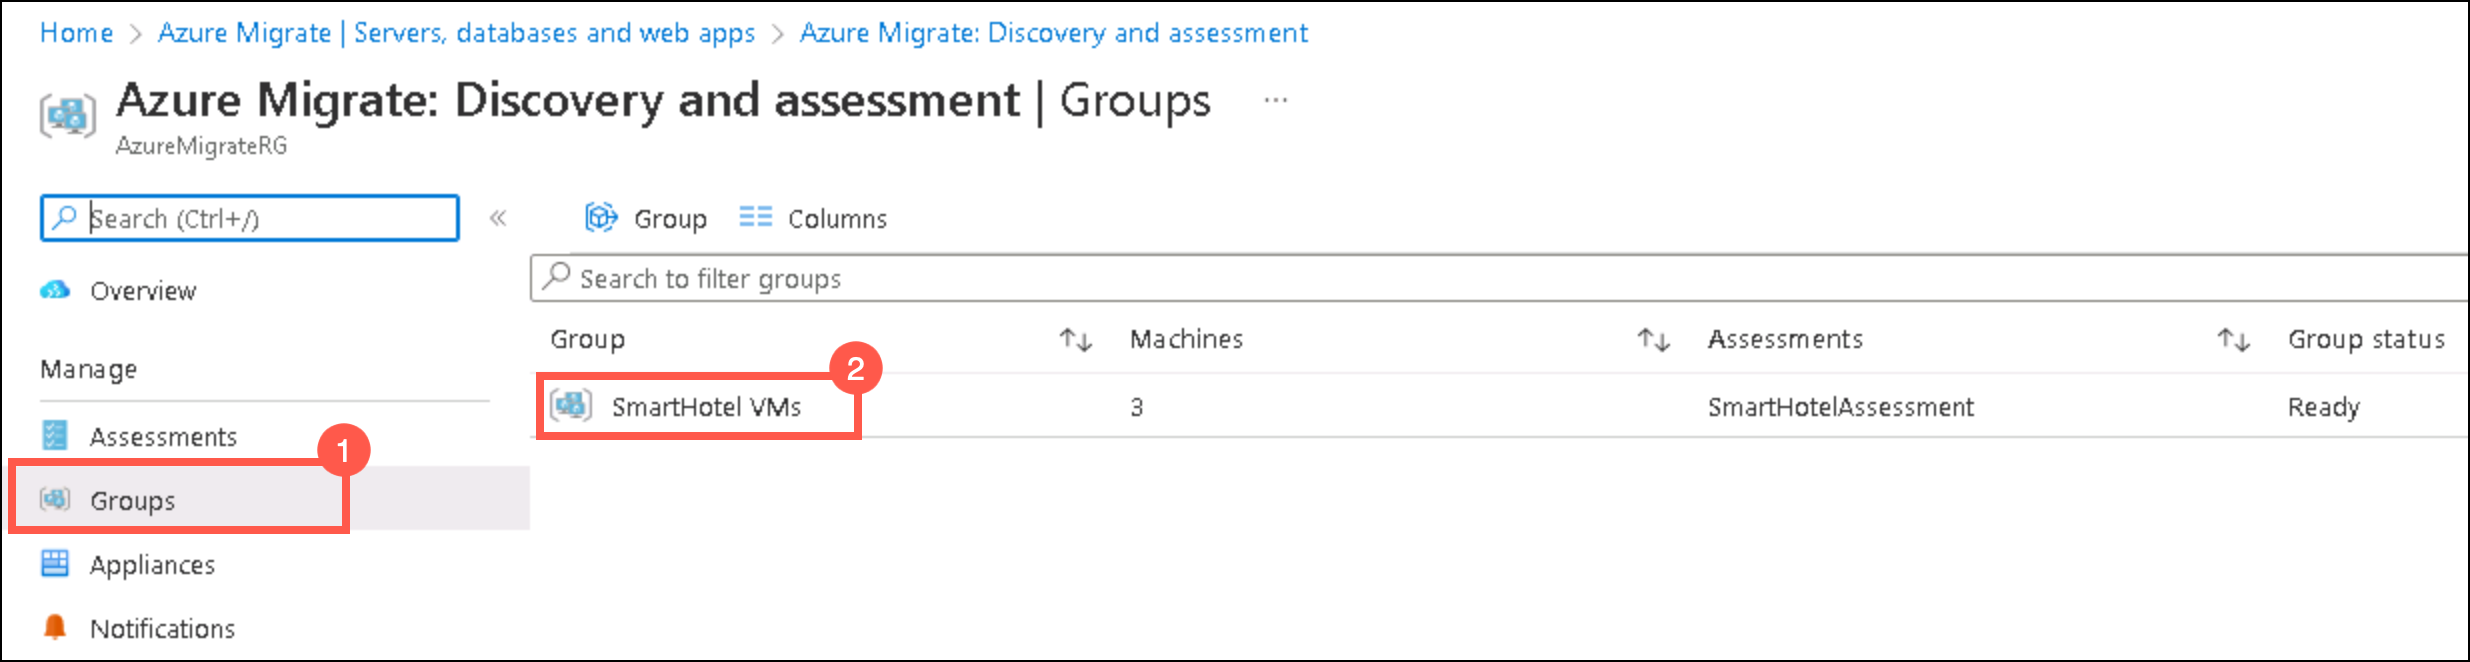 Home > Azure Migrate | Servers, databases and web apps > Azure Migrate: Discovery and assessment
Azure Migrate: Discovery and assessment | Groups ...
AzureMigrateRG
Search (Ctrl+/) «
Group Columns
Search to filter groups
Overview
Group ↑↓ Machines ↑↓ Assessments ↑↓ Group status
Manage
2
SmartHotel VMs 3 SmartHotelAssessment Ready
Assessments
1
Groups
Appliances
Notifications